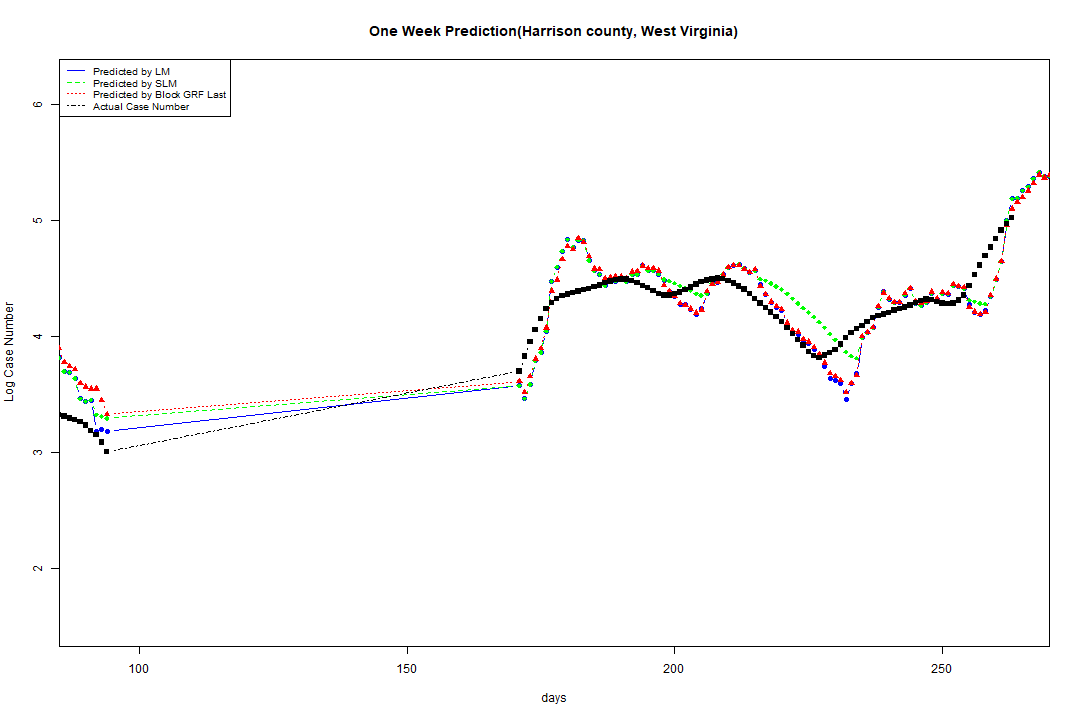 One Week Prediction(Harrison county, West Virginia)
Predicted by LM
Predicted by SLM
Predicted by Block GRF Last
Actual Case Number
6
5
4
3
2
Log Case Number
100
150
200
250
days